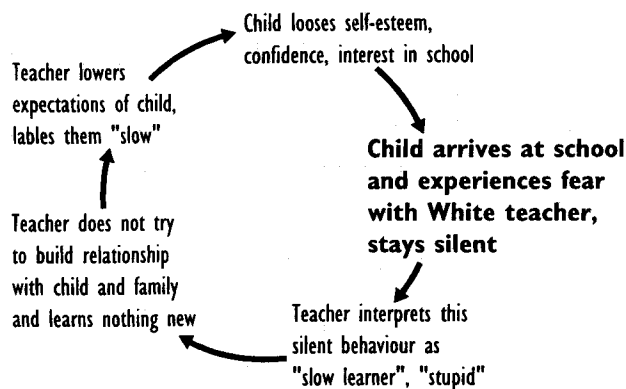 Child looses self-esteem,
confidence, interest in school
Child arrives at school
and experiences fear
with White teacher,
stays silent
Teacher interprets this
silent behaviour as
"slow learner", "stupid"
Teacher does not try
to build relationship
with child and family
and learns nothing new
Teacher lowers
expectations of child,
lables them "slow"